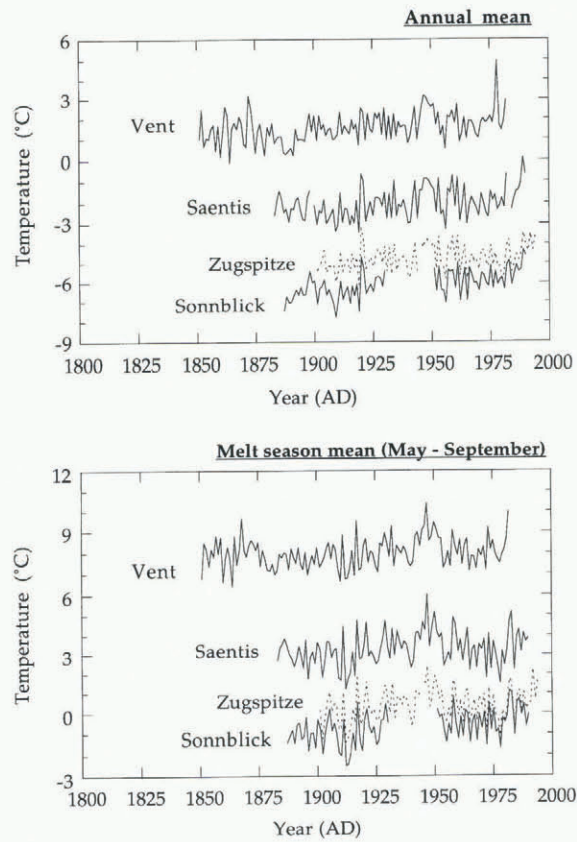 Annual mean
6
3
0
-3
-6
-9
Temperature (°C)
Vent
Saentis
Zugspitze
Sonnblick
1800 1825 1850 1875 1900 1925 1950 1975 2000
Year (AD)
Melt season mean (May - September)
12
9
6
3
0
-3
Temperature (°C)
Vent
Saentis
Zugspitze
Sonnblick
1800 1825 1850 1875 1900 1925 1950 1975 2000
Year (AD)